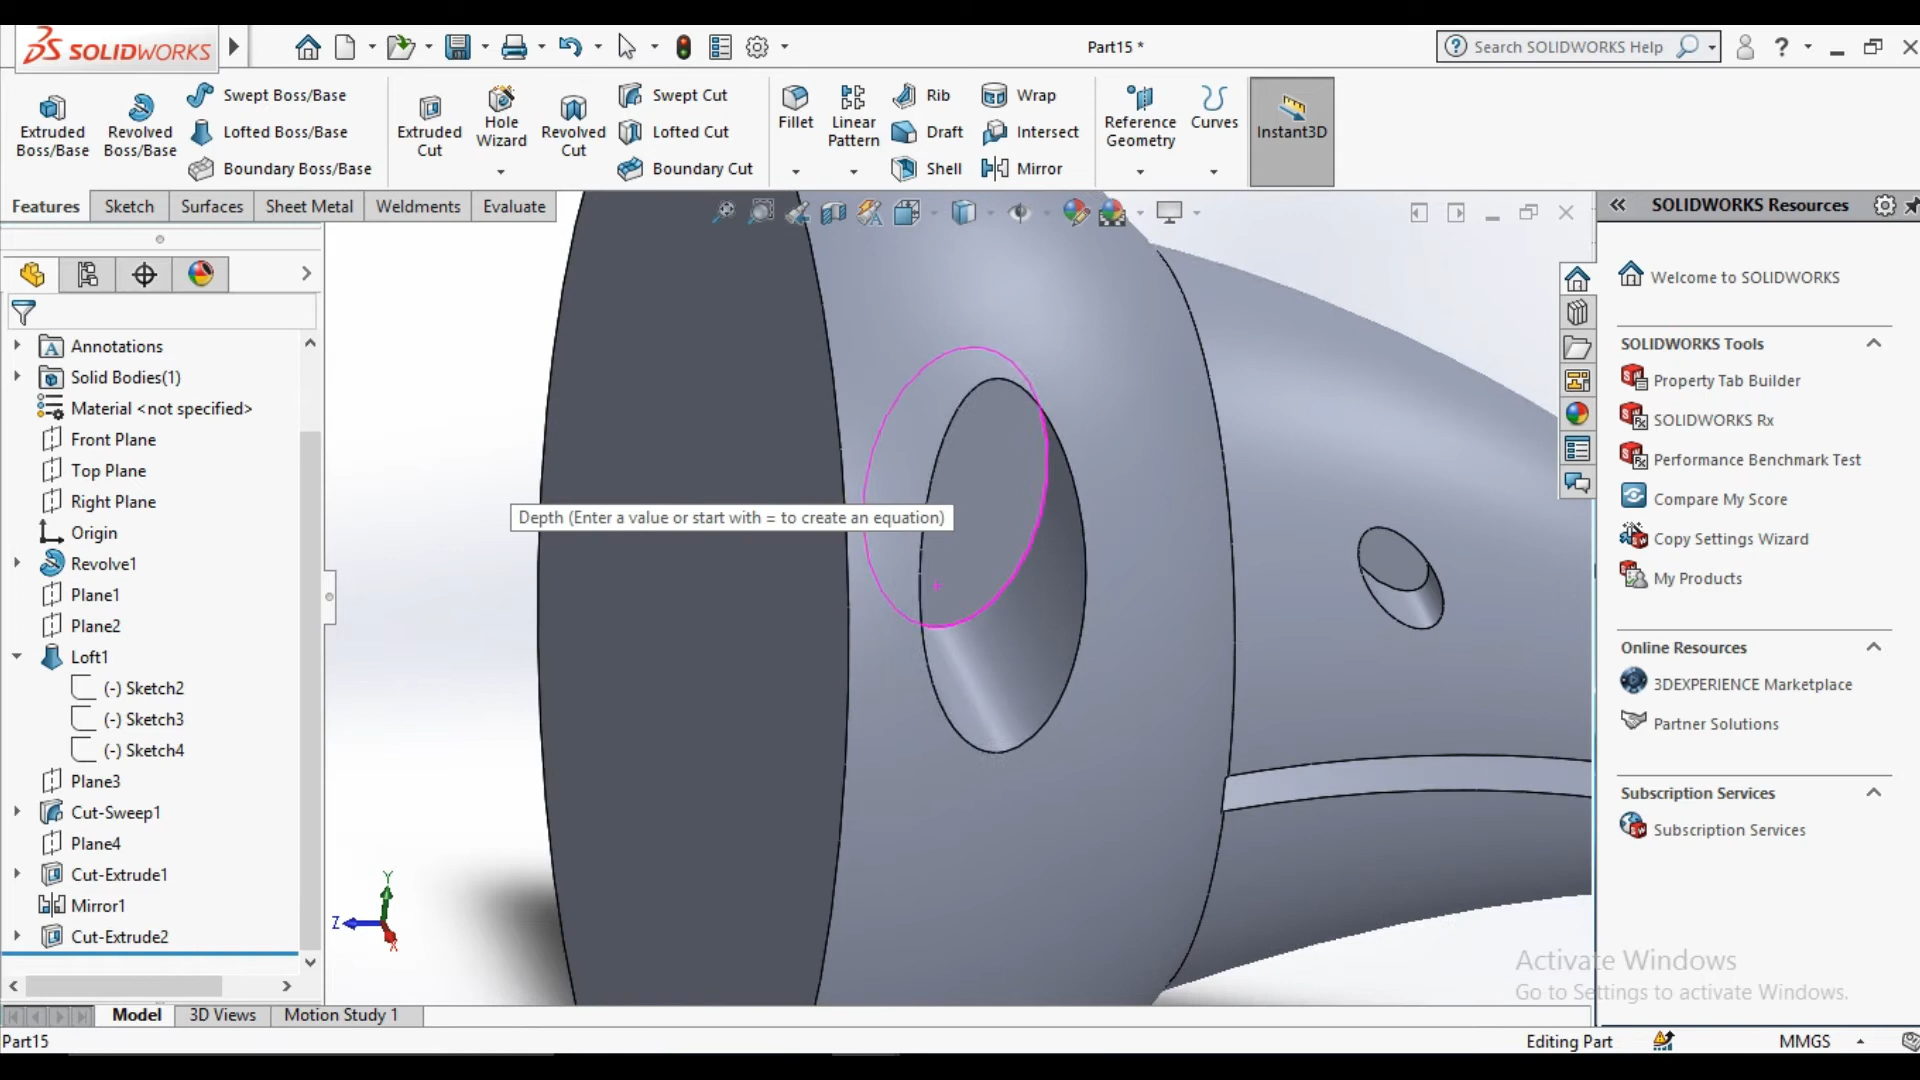 SOLIDWORKS
Part15 *
Search SOLIDWORKS Help
?
Extruded Boss/Base
Revolved Boss/Base
Swept Boss/Base
Lofted Boss/Base
Boundary Boss/Base
Extruded Cut
Hole Wizard
Revolved Cut
Swept Cut
Lofted Cut
Boundary Cut
Fillet
Linear Pattern
Rib
Draft
Shell
Wrap
Intersect
Mirror
Reference Geometry
Curves
Instant3D
Features
Sketch
Surfaces
Sheet Metal
Weldments
Evaluate
Annotations
Solid Bodies(1)
Material <not specified>
Front Plane
Top Plane
Right Plane
Origin
Revolve1
Plane1
Plane2
Loft1
(-) Sketch2
(-) Sketch3
(-) Sketch4
Plane3
Cut-Sweep1
Plane4
Cut-Extrude1
Mirror1
Cut-Extrude2
Depth (Enter a value or start with = to create an equation)
Y
Z
X
SOLIDWORKS Resources
Welcome to SOLIDWORKS
SOLIDWORKS Tools
Property Tab Builder
SOLIDWORKS Rx
Performance Benchmark Test
Compare My Score
Copy Settings Wizard
My Products
Online Resources
3DEXPERIENCE Marketplace
Partner Solutions
Subscription Services
Subscription Services
Activate Windows
Go to Settings to activate Windows.
Model
3D Views
Motion Study 1
Part15
Editing Part
MMGS